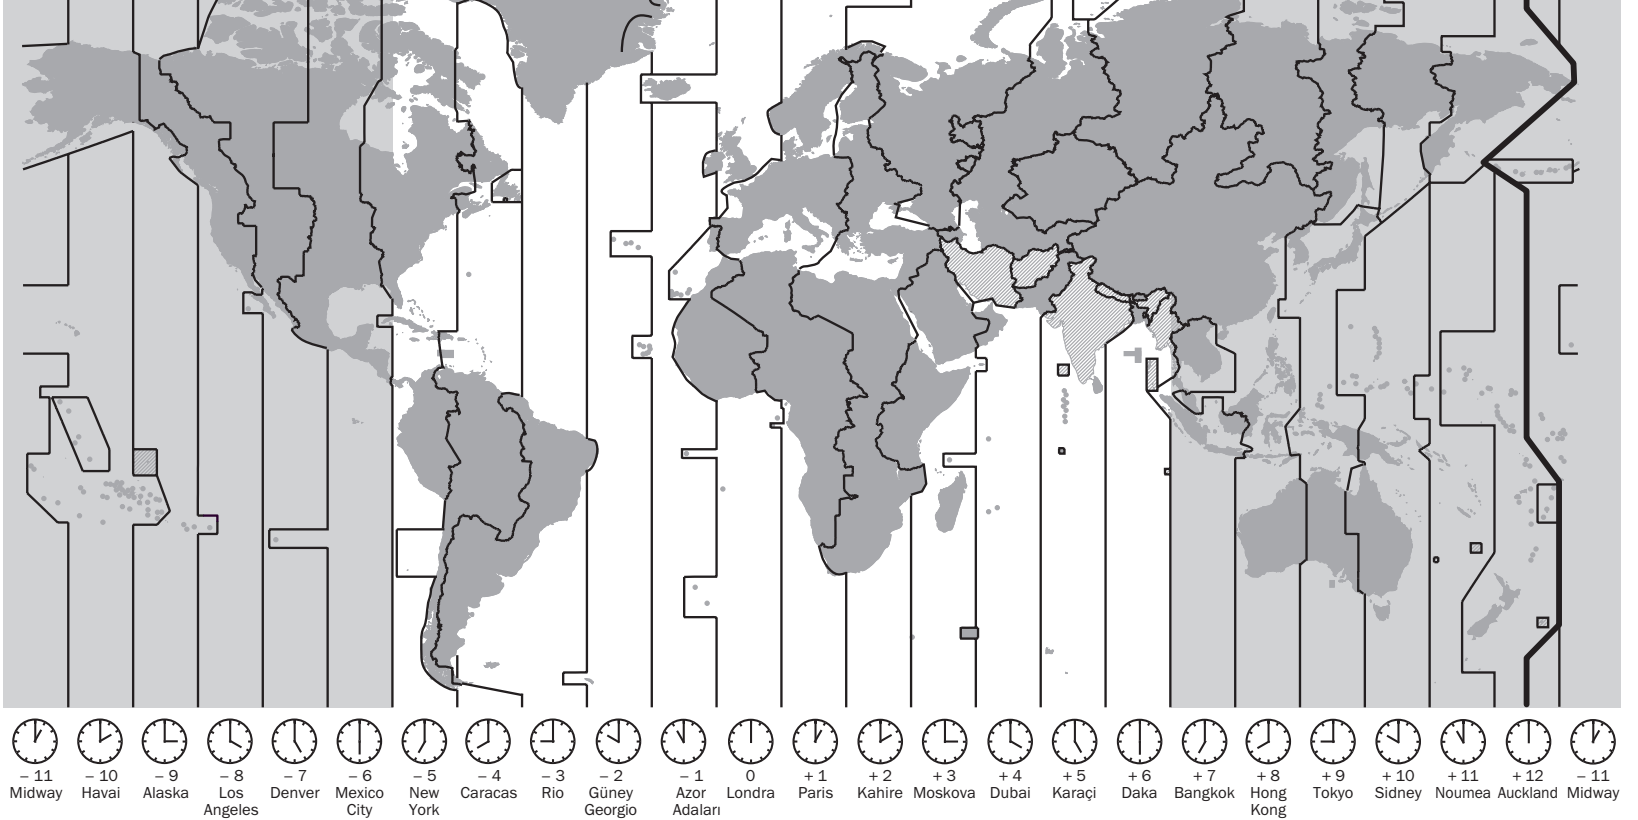 – 11 – 10 – 9 – 8 – 7 – 6 – 5 – 4 – 3 – 2 – 1 0 + 1 + 2 + 3 + 4 + 5 + 6 + 7 + 8 + 9 + 10 + 11 + 12 – 11
Midway Havai Alaska Los Denver Mexico New Caracas Rio Güney Azor Londra Paris Kahire Moskova Dubai Karaçi Daka Bangkok Hong Tokyo Sidney Noumea Auckland Midway
Angeles City York Georgio Adaları Kong